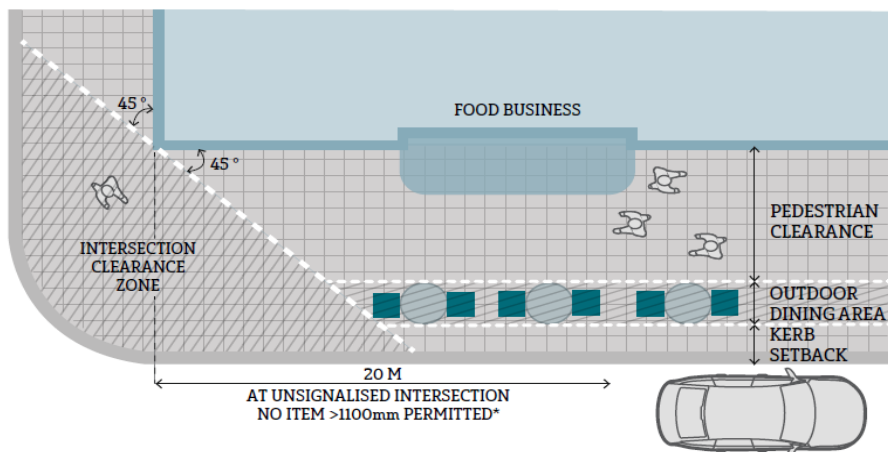 45 °
FOOD BUSINESS
45 °
PEDESTRIAN
CLEARANCE
INTERSECTION
CLEARANCE
ZONE
OUTDOOR
DINING AREA
KERB
SETBACK
20 M
AT UNSIGNALISED INTERSECTION
NO ITEM >1100mm PERMITTED*